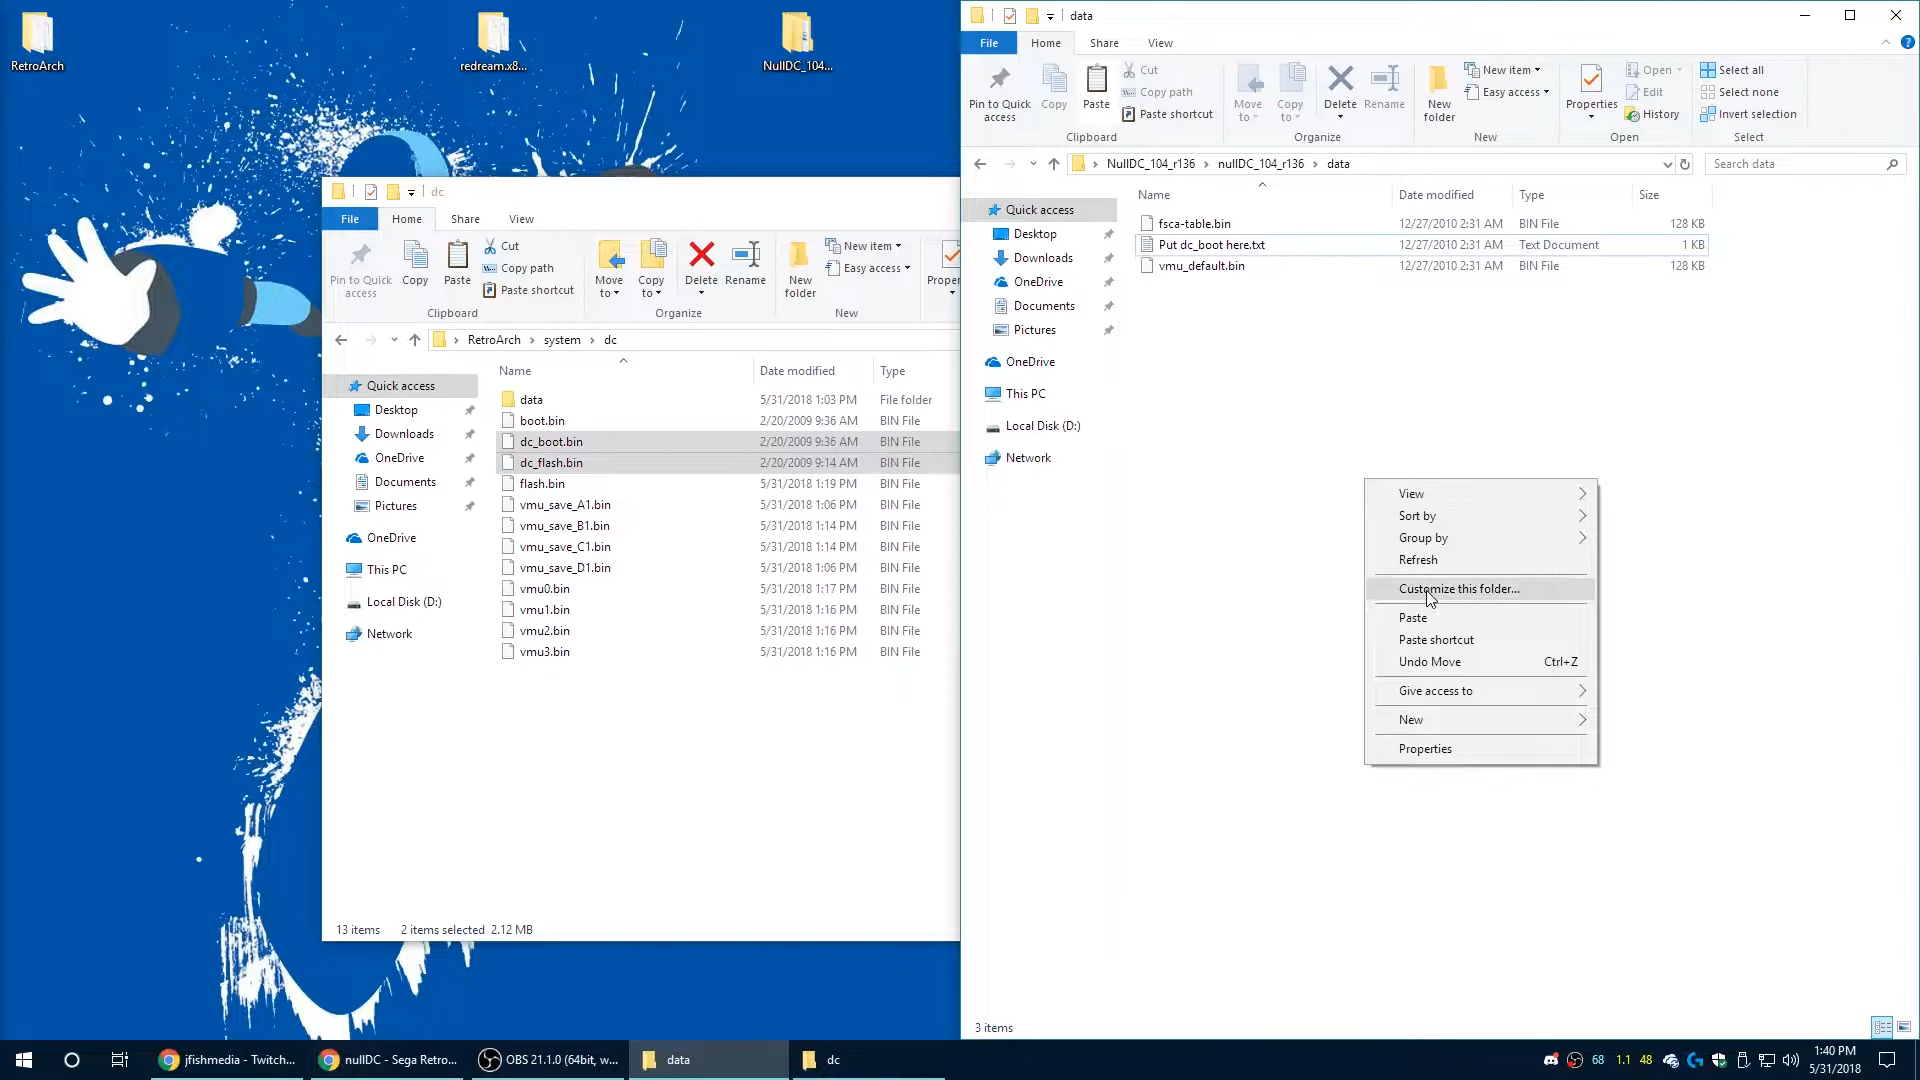 RetroArch
redream.x8...
NullDC_104...
data
File
Home
Share
View
Pin to Quick access
Copy
Paste
Cut
Copy path
Paste shortcut
Move to
Copy to
Delete
Rename
New folder
New item
Easy access
Properties
Open
Edit
History
Select all
Select none
Invert selection
Clipboard
Organize
New
Open
Select
NullDC_104_r136
nullDC_104_r136
data
Search data
Name
Date modified
Type
Size
Quick access
Desktop
Downloads
OneDrive
Documents
Pictures
OneDrive
This PC
Local Disk (D:)
Network
fsca-table.bin 12/27/2010 2:31 AM BIN File 128 KB
Put dc_boot here.txt 12/27/2010 2:31 AM Text Document 1 KB
vmu_default.bin 12/27/2010 2:31 AM BIN File 128 KB
View
Sort by
Group by
Refresh
Customize this folder...
Paste
Paste shortcut
Undo Move Ctrl+Z
Give access to
New
Properties
3 items
dc
File
Home
Share
View
Pin to Quick access
Copy
Paste
Cut
Copy path
Paste shortcut
Move to
Copy to
Delete
Rename
New folder
New item
Easy access
Proper
Clipboard
Organize
New
RetroArch
system
dc
Name
Date modified
Type
Quick access
Desktop
Downloads
OneDrive
Documents
Pictures
OneDrive
This PC
Local Disk (D:)
Network
data 5/31/2018 1:03 PM File folder
boot.bin 2/20/2009 9:36 AM BIN File
dc_boot.bin 2/20/2009 9:36 AM BIN File
dc_flash.bin 2/20/2009 9:14 AM BIN File
flash.bin 5/31/2018 1:19 PM BIN File
vmu_save_A1.bin 5/31/2018 1:06 PM BIN File
vmu_save_B1.bin 5/31/2018 1:14 PM BIN File
vmu_save_C1.bin 5/31/2018 1:14 PM BIN File
vmu_save_D1.bin 5/31/2018 1:06 PM BIN File
vmu0.bin 5/31/2018 1:17 PM BIN File
vmu1.bin 5/31/2018 1:16 PM BIN File
vmu2.bin 5/31/2018 1:16 PM BIN File
vmu3.bin 5/31/2018 1:16 PM BIN File
13 items 2 items selected 2.12 MB
jfishmedia - Twitch...
nullDC - Sega Retro...
OBS 21.1.0 (64bit, w...
data
dc
68
1.1
48
1:40 PM
5/31/2018